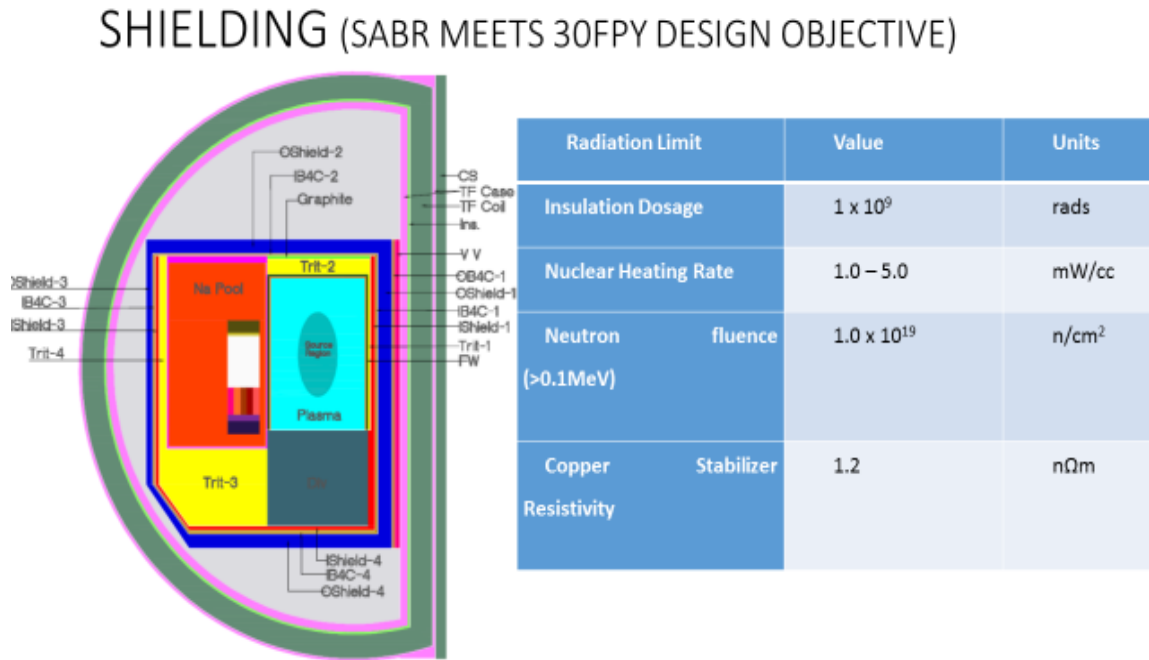 SHIELDING (SABR MEETS 30FPY DESIGN OBJECTIVE)
OShield-2
IB4C-2
Graphite
CS
TF Case
TF Coil
Ins.
V V
OB4C-1
OShield-1
IB4C-1
IShield-1
Trit-1
FW
OShield-3
IB4C-3
IShield-3
Trit-4
Na Pool
Trit-2
Source
Region
Plasma
Trit-3
IShield-4
IB4C-4
OShield-4
Radiation Limit Value Units
Insulation Dosage 1 x 10⁹ rads
Nuclear Heating Rate 1.0 – 5.0 mW/cc
Neutron fluence 1.0 x 10¹⁹ n/cm²
(>0.1MeV)
Copper Stabilizer 1.2 nΩm
Resistivity